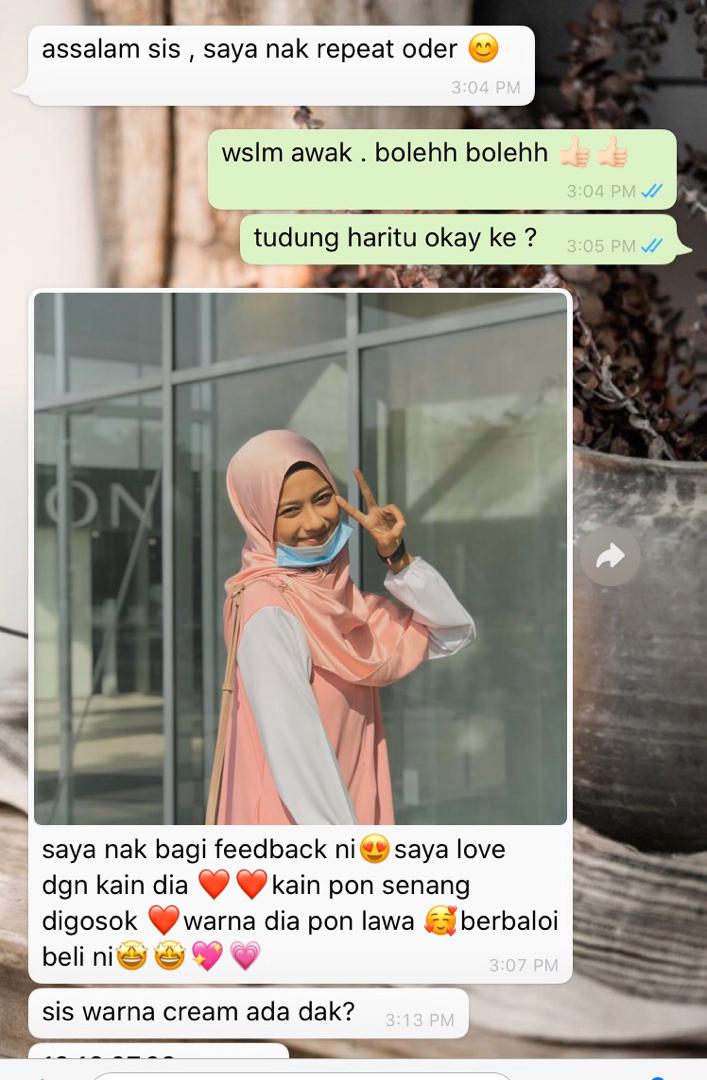 assalam sis , saya nak repeat oder 😊
3:04 PM
wslm awak . bolehh bolehh 👍🏻 👍🏻
3:04 PM
tudung haritu okay ke ?
3:05 PM
ON
saya nak bagi feedback ni😍saya love
dgn kain dia ❤️ ❤️kain pon senang
digosok ❤️warna dia pon lawa 🥰berbaloi
beli ni🤩 🤩 💖 💗
3:07 PM
sis warna cream ada dak?
3:13 PM